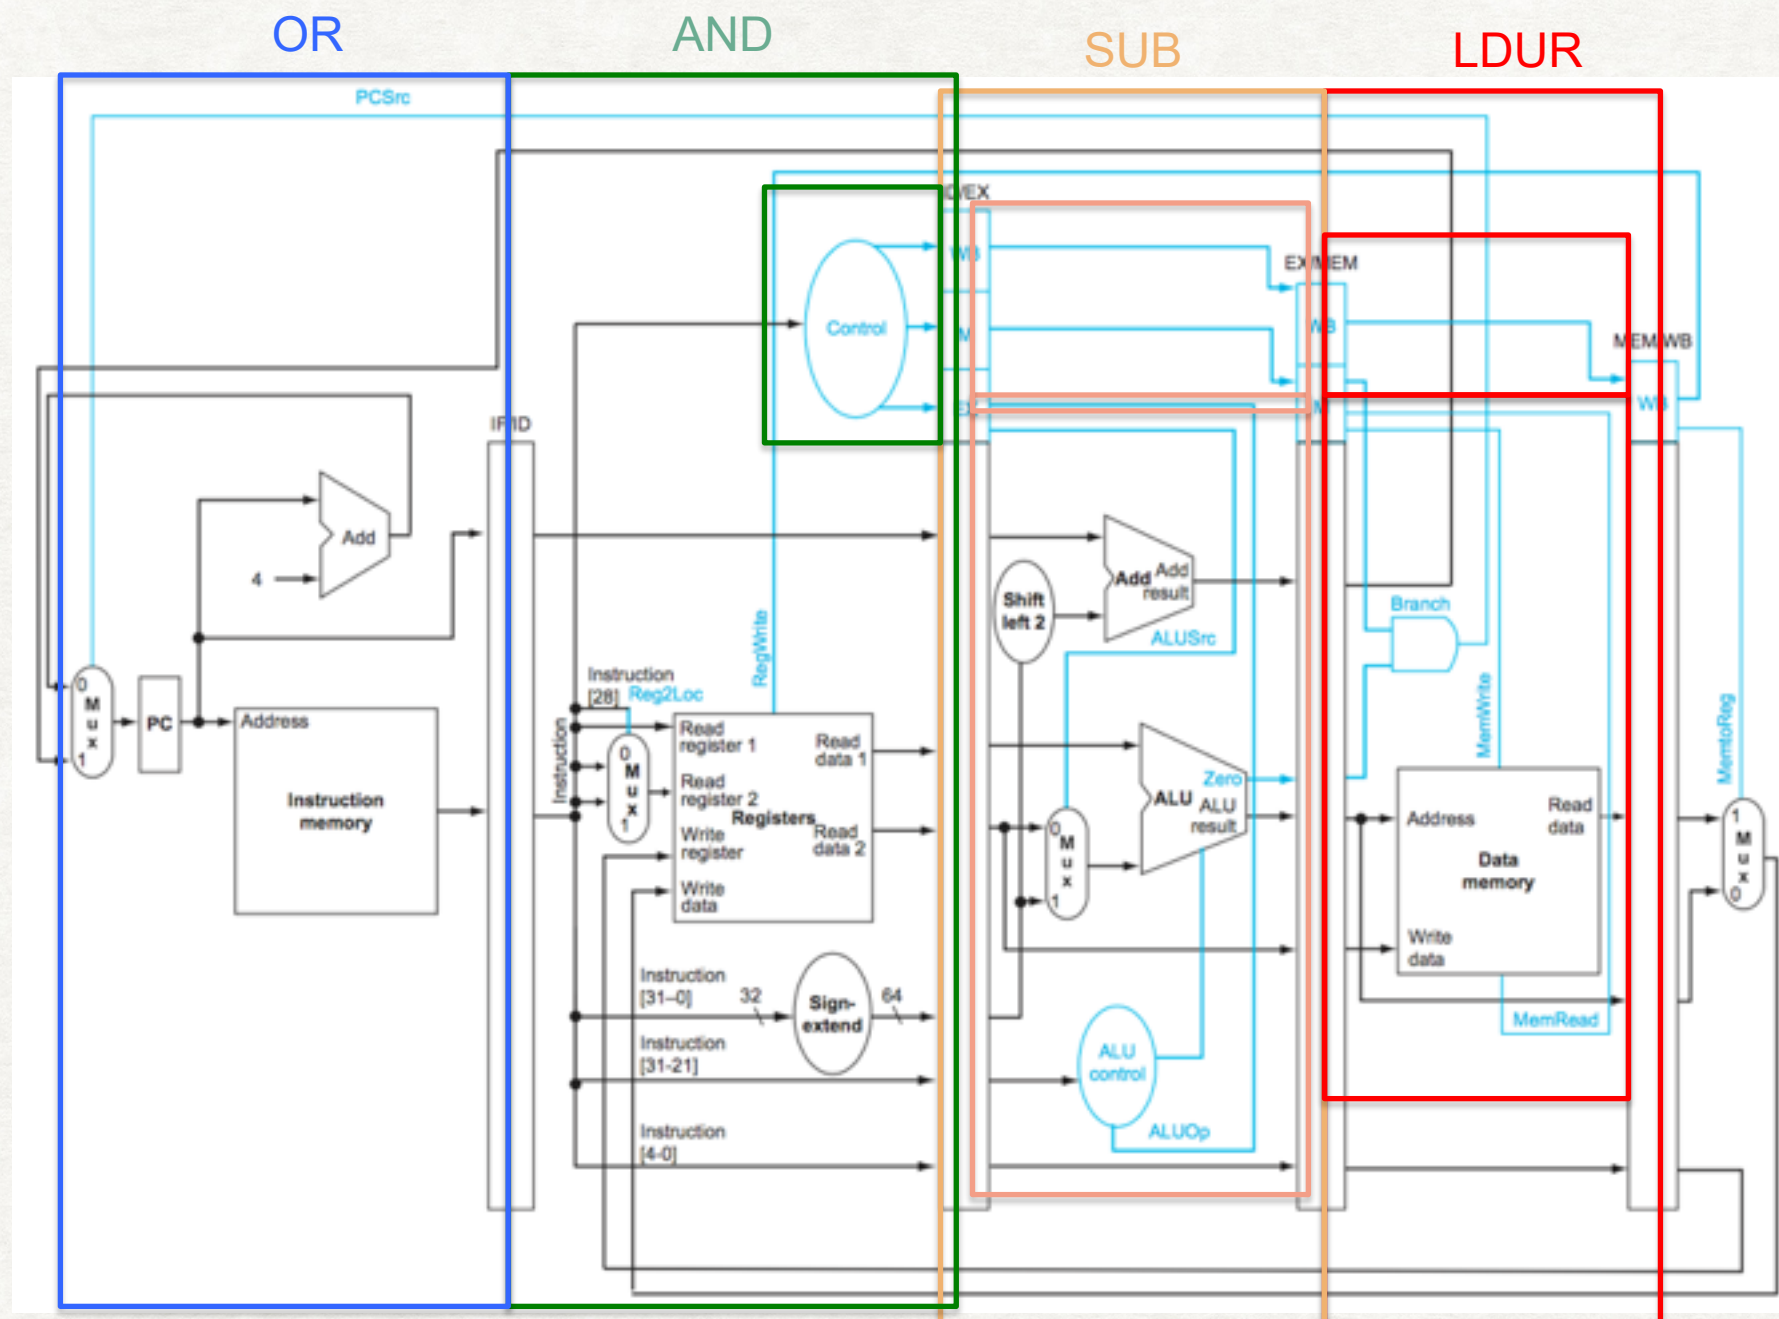 OR
AND
SUB
LDUR
PCSrc
ID/EX
WB
EX/MEM
Control
M
WB
MEM/WB
EX
M
WB
IF/ID
Add
4
Add
Add
result
Shift
left 2
Branch
ALUSrc
RegWrite
Instruction
[28]
Reg2Loc
MemWrite
MemtoReg
0
M
u
x
1
PC
Address
Instruction
memory
Instruction
0
M
u
x
1
Read
register 1
Read
data 1
Read
register 2
Registers
Write
register
Read
data 2
Write
data
Zero
ALU
ALU
result
0
M
u
x
1
Address
Read
data
Data
memory
Write
data
1
M
u
x
0
Instruction
[31–0]
32
Sign-
extend
64
MemRead
Instruction
[31-21]
ALU
control
Instruction
[4-0]
ALUOp